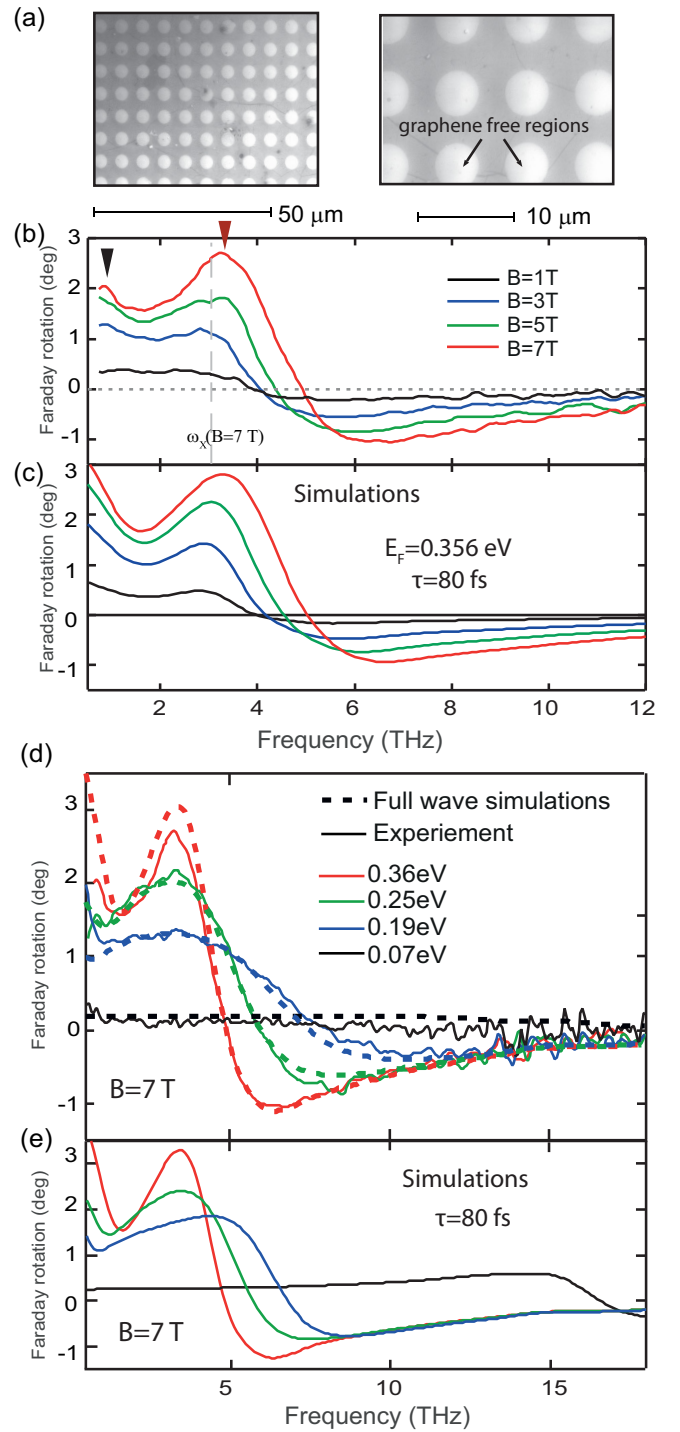 (a)
graphene free regions
50 μm
10 μm
(b)
3
2
1
0
-1
Faraday rotation (deg)
B=1T
B=3T
B=5T
B=7T
ωX(B=7 T)
(c)
3
2
1
0
-1
Faraday rotation (deg)
Simulations
EF=0.356 eV
τ=80 fs
2
4
6
8
10
12
Frequency (THz)
(d)
3
2
1
0
-1
Faraday rotation (deg)
Full wave simulations
Experiement
0.36eV
0.25eV
0.19eV
0.07eV
B=7 T
(e)
3
2
1
0
-1
Faraday rotation (deg)
Simulations
τ=80 fs
B=7 T
5
10
15
Frequency (THz)